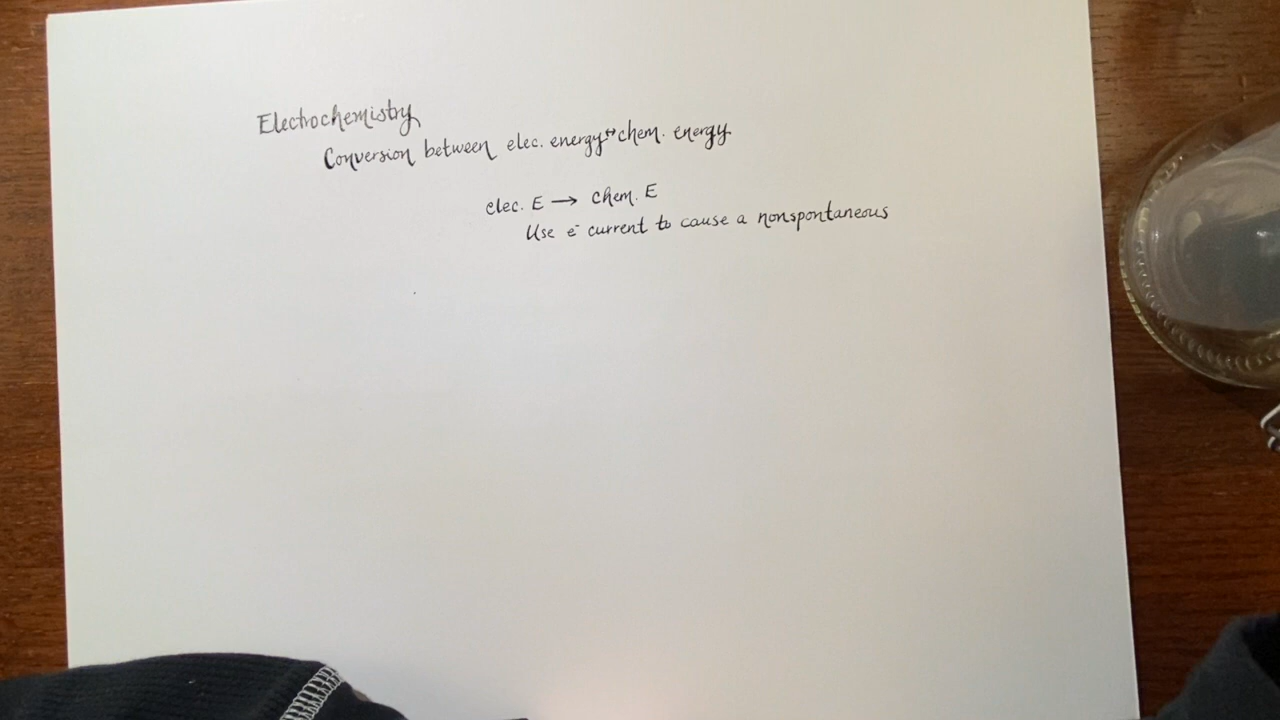 Electrochemistry
Conversion between elec. energy ↔ chem. energy
elec. E → chem. E
Use e⁻ current to cause a nonspontaneous